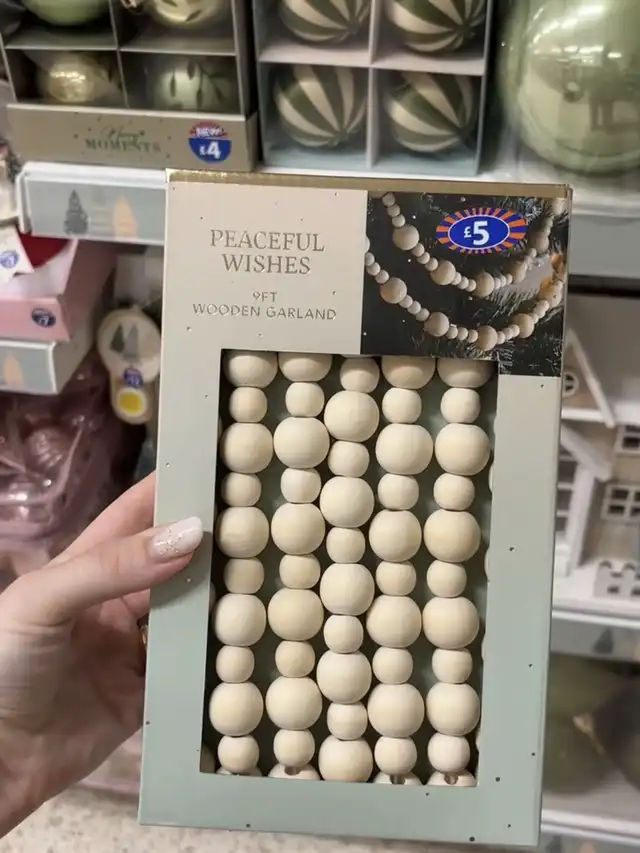 MOMENTS
NEW
£4
PEACEFUL
WISHES
9FT
WOODEN GARLAND
£5